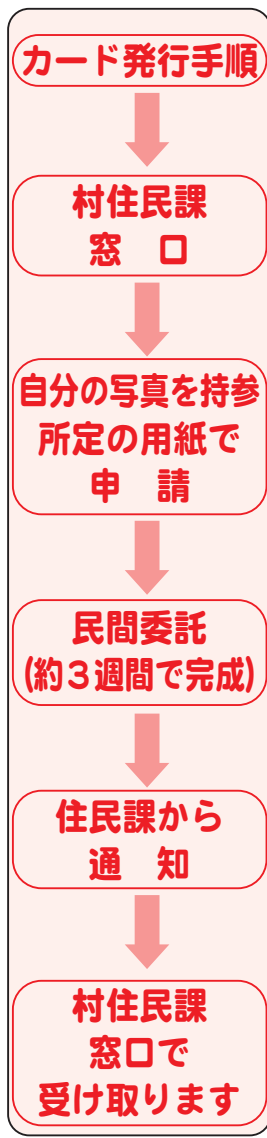 カード発行手順
村住民課
窓　口
自分の写真を持参
所定の用紙で
申　請
民間委託
(約３週間で完成)
住民課から
通　知
村住民課
窓口で
受け取ります